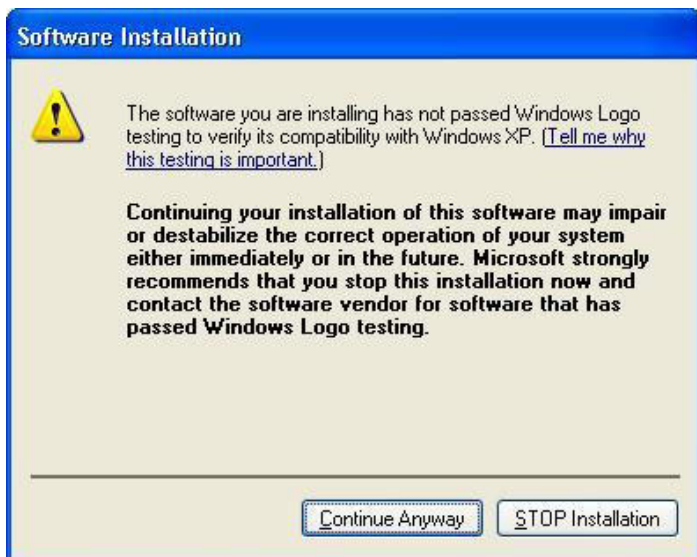 Software Installation
The software you are installing has not passed Windows Logo
testing to verify its compatibility with Windows XP. (Tell me why
this testing is important.)
Continuing your installation of this software may impair
or destabilize the correct operation of your system
either immediately or in the future. Microsoft strongly
recommends that you stop this installation now and
contact the software vendor for software that has
passed Windows Logo testing.
Continue Anyway
STOP Installation